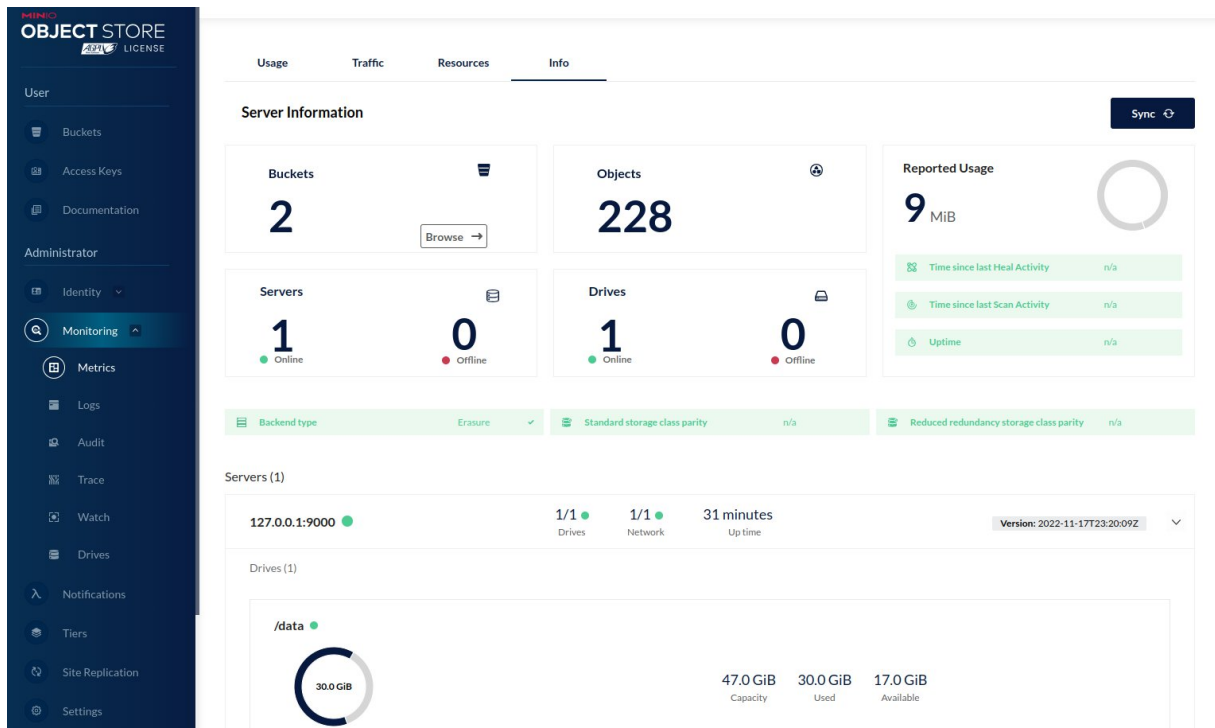 MINIO
OBJECT STORE
AGPLV3 LICENSE
User
Buckets
Access Keys
Documentation
Administrator
Identity
Monitoring
Metrics
Logs
Audit
Trace
Watch
Drives
Notifications
Tiers
Site Replication
Settings
Usage Traffic Resources Info
Server Information
Sync
Buckets
2
Browse →
Objects
228
Reported Usage
9 MiB
Time since last Heal Activity n/a
Time since last Scan Activity n/a
Uptime n/a
Servers
1 0
Online Offline
Drives
1 0
Online Offline
Backend type Erasure
Standard storage class parity n/a
Reduced redundancy storage class parity n/a
Servers (1)
127.0.0.1:9000
1/1 1/1 31 minutes
Drives Network Up time
Version: 2022-11-17T23:20:09Z
Drives (1)
/data
30.0 GiB
47.0 GiB 30.0 GiB 17.0 GiB
Capacity Used Available